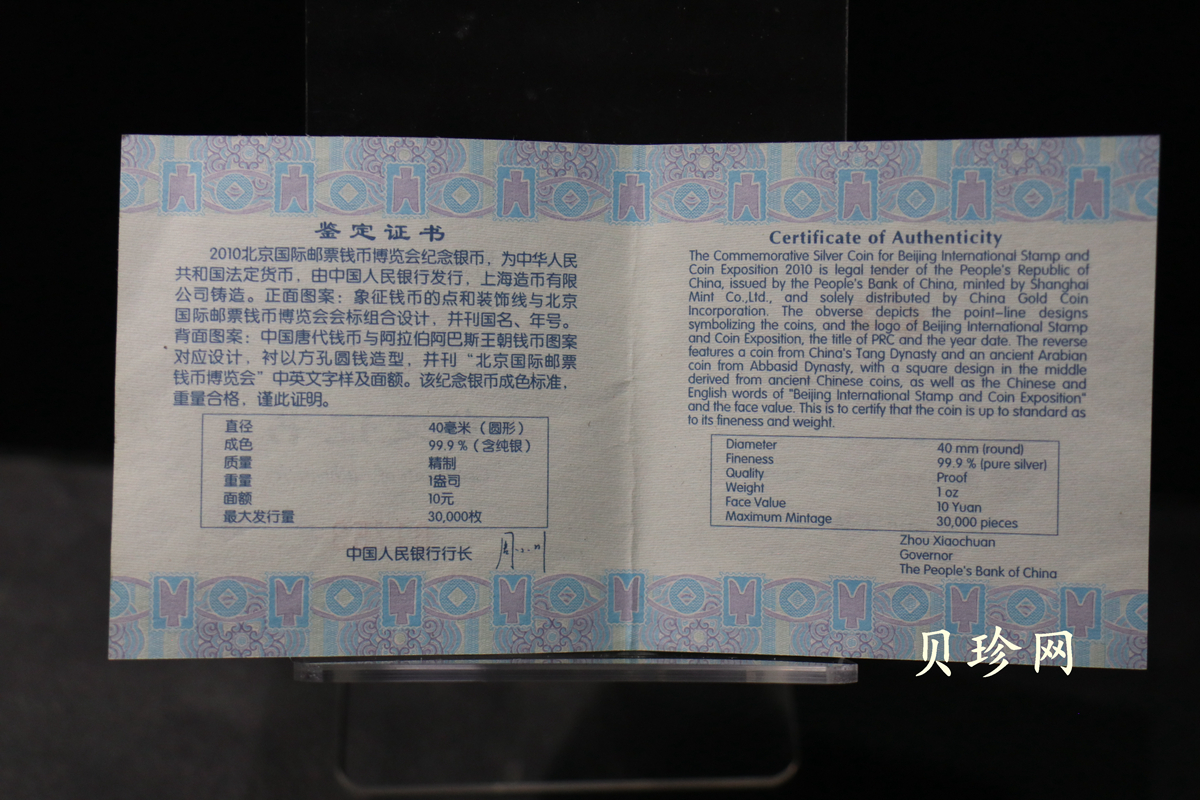 鉴定证书
2010北京国际邮票钱币博览会纪念银币，为中华人民
共和国法定货币，由中国人民银行发行，上海造币有限
公司铸造。正面图案：象征钱币的点和装饰线与北京
国际邮票钱币博览会会标组合设计，并刊国名、年号。
背面图案：中国唐代钱币与阿拉伯阿巴斯王朝钱币图案
对应设计，衬以方孔圆钱造型，并刊“北京国际邮票
钱币博览会”中英文字样及面额。该纪念银币成色标准，
重量合格，谨此证明。
直径 40毫米（圆形）
成色 99.9％（含纯银）
质量 精制
重量 1盎司
面额 10元
最大发行量 30,000枚
中国人民银行行长
Certificate of Authenticity
The Commemorative Silver Coin for Beijing International Stamp and
Coin Exposition 2010 is legal tender of the People's Republic of
China, issued by the People's Bank of China, minted by Shanghai
Mint Co.,Ltd., and solely distributed by China Gold Coin
Incorporation. The obverse depicts the point-line designs
symbolizing the coins, and the logo of Beijing International Stamp
and Coin Exposition, the title of PRC and the year date. The reverse
features a coin from China's Tang Dynasty and an ancient Arabian
coin from Abbasid Dynasty, with a square design in the middle
derived from ancient Chinese coins, as well as the Chinese and
English words of "Beijing International Stamp and Coin Exposition"
and the face value. This is to certify that the coin is up to standard as
to its fineness and weight.
Diameter 40 mm (round)
Fineness 99.9 % (pure silver)
Quality Proof
Weight 1 oz
Face Value 10 Yuan
Maximum Mintage 30,000 pieces
Zhou Xiaochuan
Governor
The People's Bank of China
贝珍网